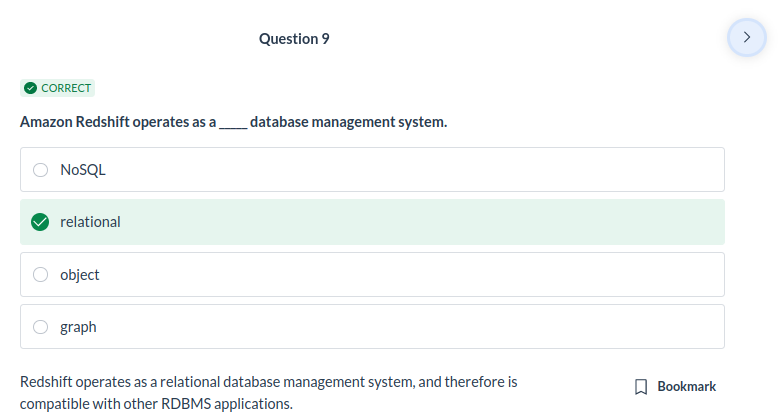 Question 9
CORRECT
Amazon Redshift operates as a _____ database management system.
NoSQL
relational
object
graph
Redshift operates as a relational database management system, and therefore is
compatible with other RDBMS applications.
Bookmark